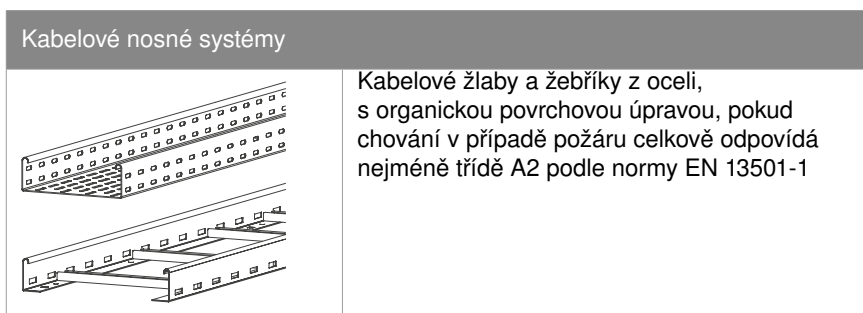 Kabelové nosné systémy
Kabelové žlaby a žebříky z oceli,
s organickou povrchovou úpravou, pokud
chování v případě požáru celkově odpovídá
nejméně třídě A2 podle normy EN 13501-1